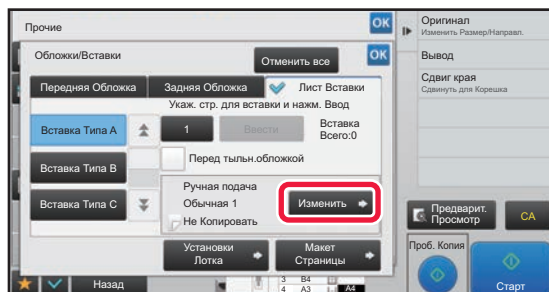 Прочие
OK
Обложки/Вставки
Отменить все
OK
Передняя Обложка
Задняя Обложка
Лист Вставки
Укаж. стр. для вставки и нажм. Ввод
Вставка Типа A
1
Ввести
Вставка
Всего:0
Перед тыльн.обложкой
Вставка Типа B
Ручная подача
Вставка Типа C
Обычная 1
Изменить
Не Копировать
Установки
Лотка
Макет
Страницы
Назад
3 B4
4 A3
A4
Оригинал
Изменить Размер/Направл.
Вывод
Сдвиг края
Сдвинуть для Корешка
Предварит.
Просмотр
CA
Проб. Копия
Старт